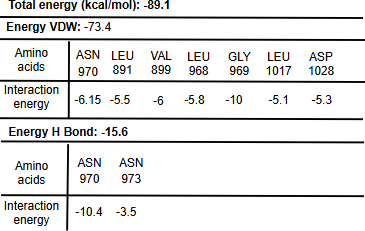 Total energy (kcal/mol): -89.1
Energy VDW: -73.4
Amino acids ASN 970 LEU 891 VAL 899 LEU 968 GLY 969 LEU 1017 ASP 1028
Interaction energy -6.15 -5.5 -6 -5.8 -10 -5.1 -5.3
Energy H Bond: -15.6
Amino acids ASN 970 ASN 973
Interaction energy -10.4 -3.5